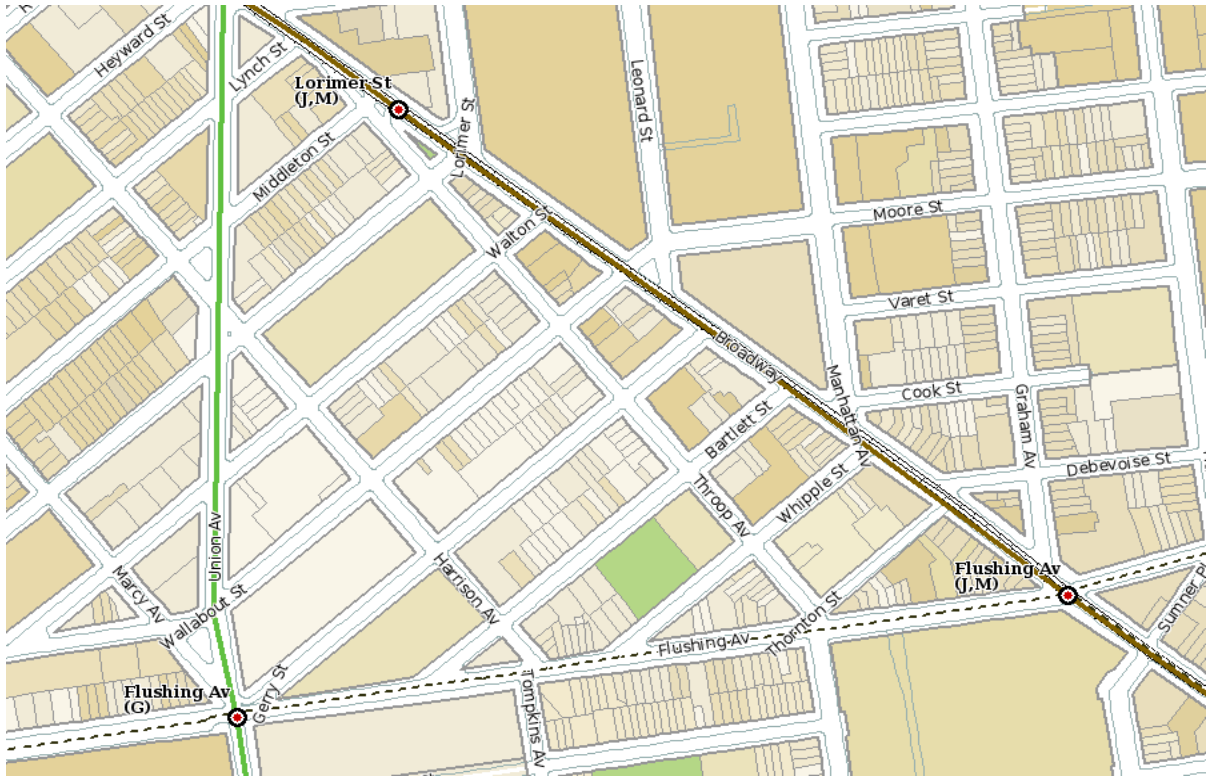 Heyward St
Lynch St
Lorimer St
(J,M)
Leonard St
Lorimer St
Middleton St
Moore St
Walton St
Varet St
Broadway
Manhattan Av
Cook St
Graham Av
Bartlett St
Debevoise St
Whipple St
Throop Av
Union Av
Harrison Av
Marcy Av
Flushing Av
(J,M)
Wallabout St
Thornton St
Sumner Pl
Flushing Av
Gerry St
Tompkins Av
Flushing Av
(G)